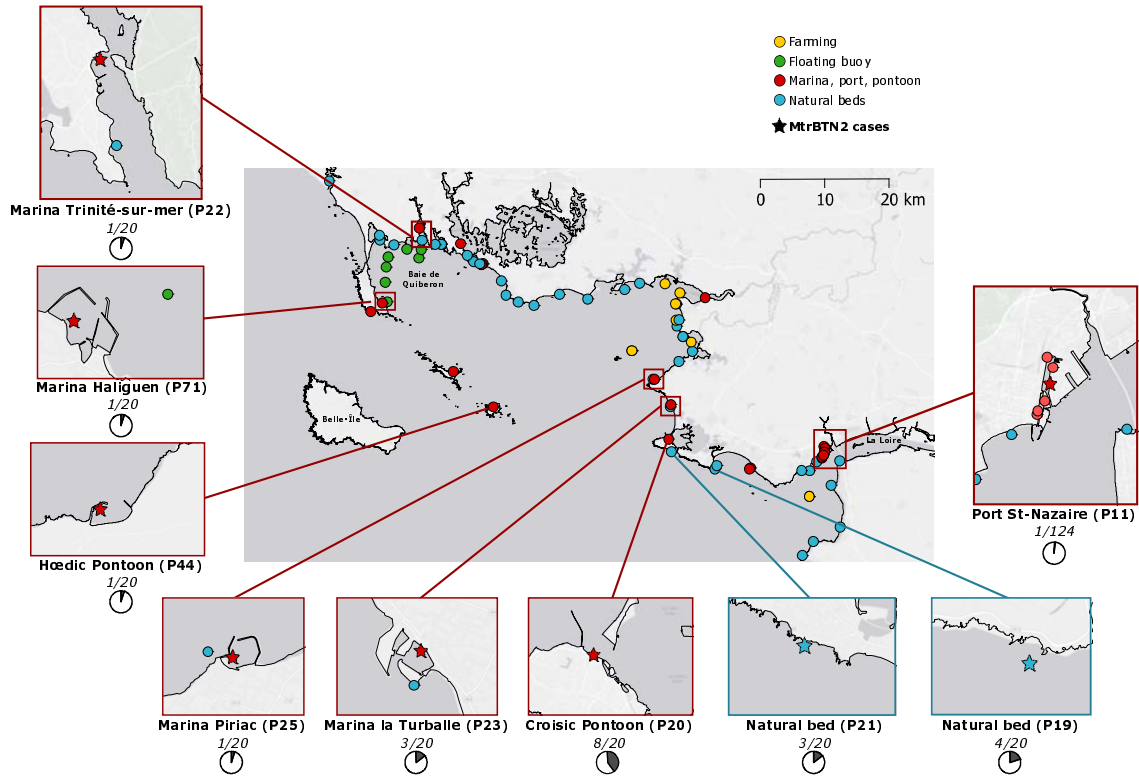 Farming
Floating buoy
Marina, port, pontoon
Natural beds
MtrBTN2 cases
0 10 20 km
Marina Trinité-sur-mer (P22)
1/20
Baie de
Quiberon
Marina Haliguen (P71)
1/20
Belle-Île
La Loire
Port St-Nazaire (P11)
1/124
Hœdic Pontoon (P44)
1/20
Marina Piriac (P25)
1/20
Marina la Turballe (P23)
3/20
Croisic Pontoon (P20)
8/20
Natural bed (P21)
3/20
Natural bed (P19)
4/20